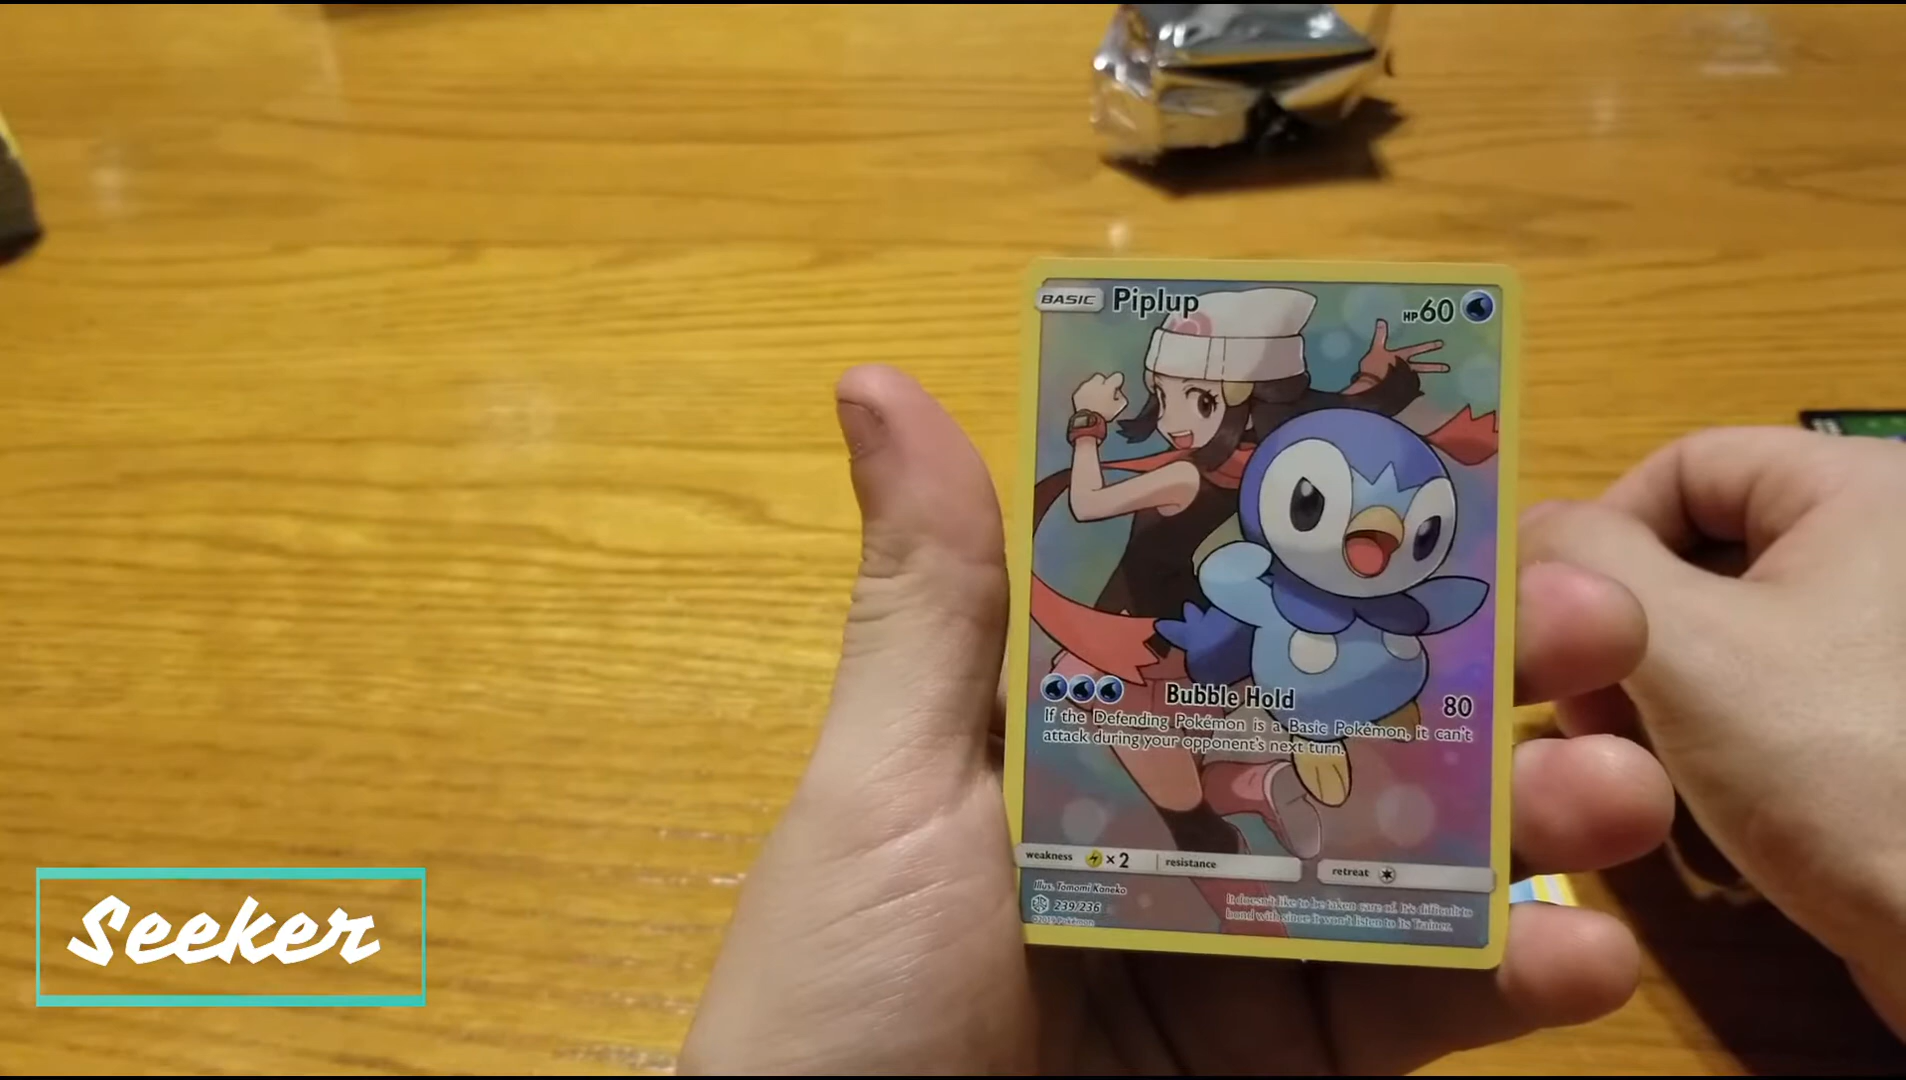 BASIC Piplup HP60
Bubble Hold 80
If the Defending Pokémon is a Basic Pokémon, it can't
attack during your opponent's next turn.
weakness ×2 resistance retreat
Illus. Tomomi Kaneko
239/236
©2019 Pokémon
It doesn't like to be taken care of. It's difficult to
bond with since it won't listen to its Trainer.
Seeker